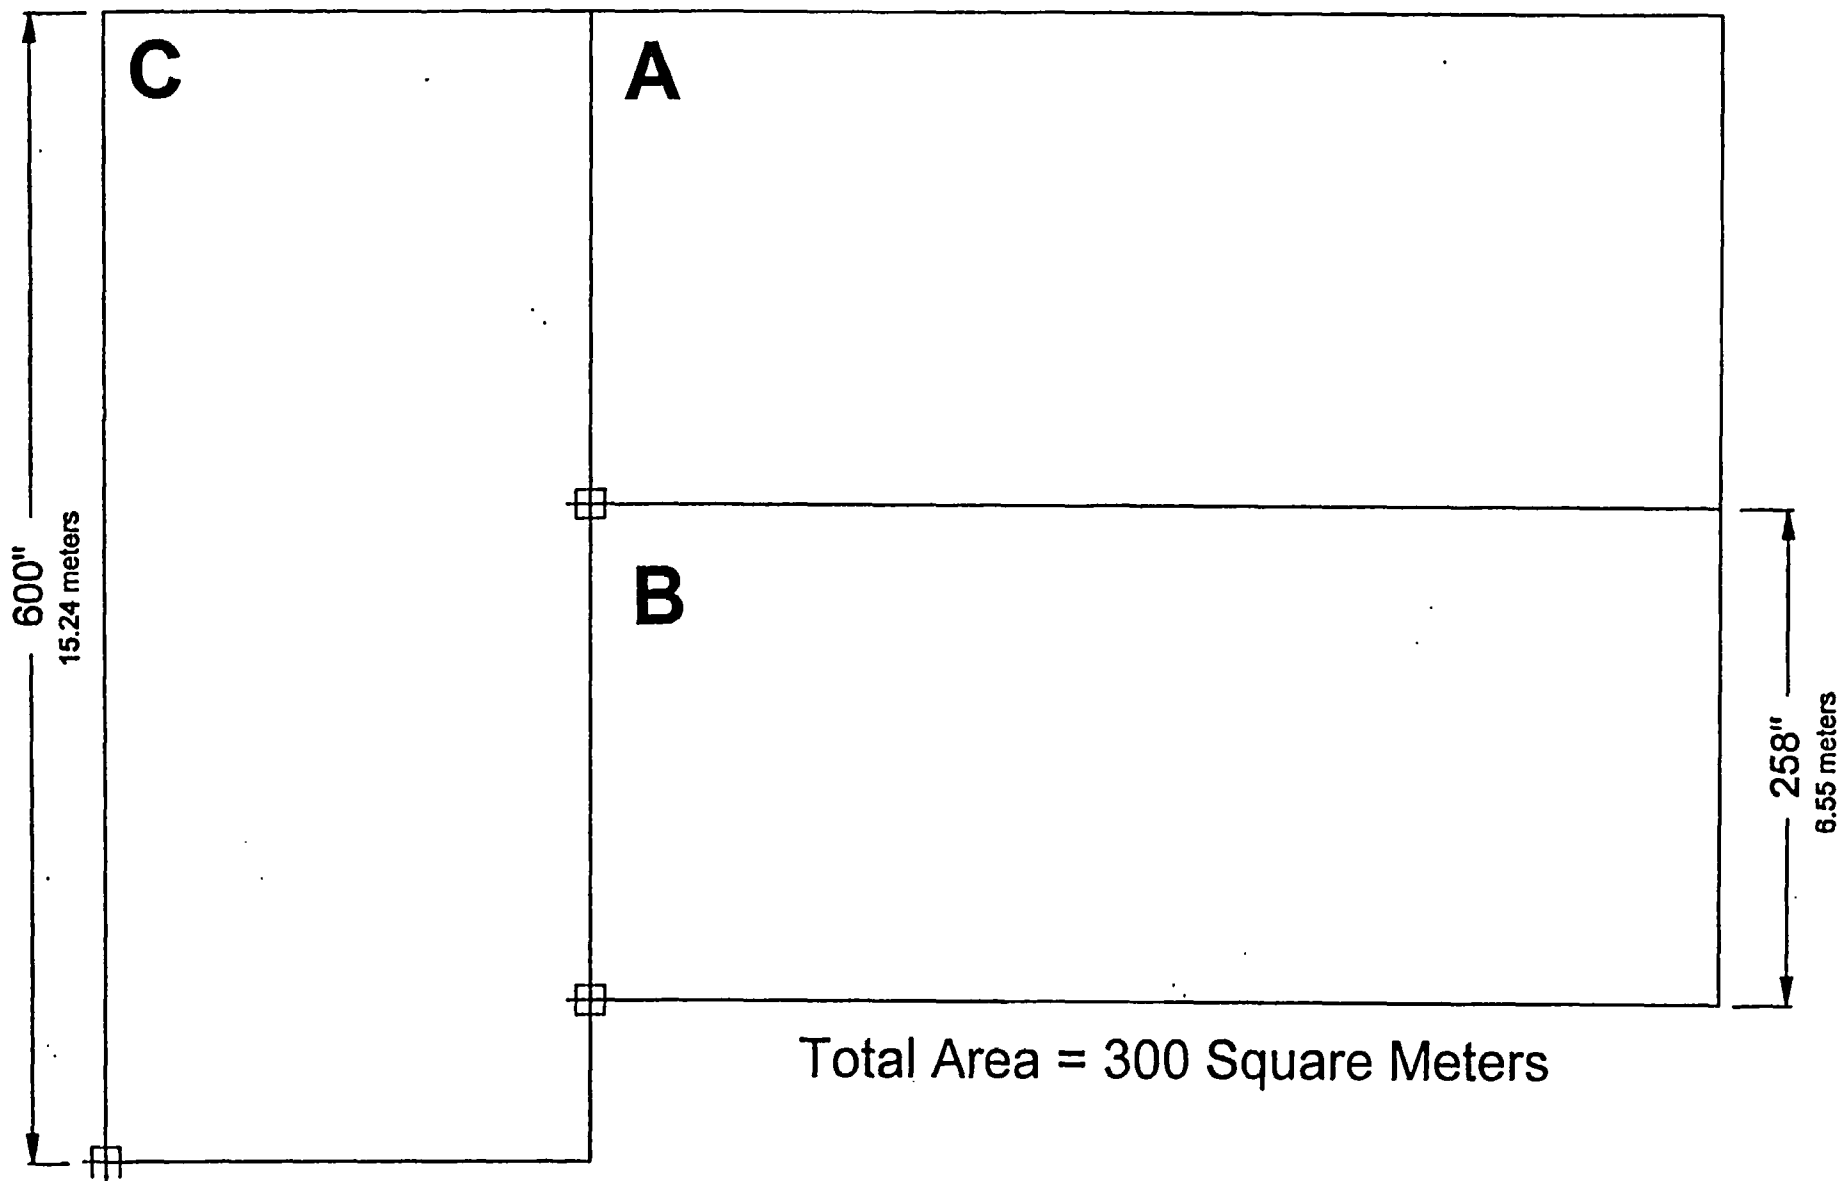 C
A
600"
15.24 meters
B
258"
6.55 meters
Total Area = 300 Square Meters